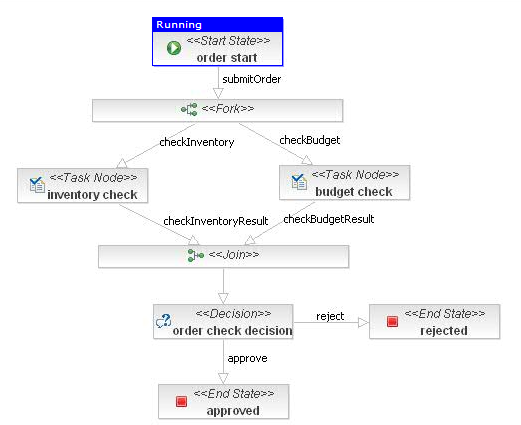 Running
<<Start State>>
order start
submitOrder
<<Fork>>
checkInventory
checkBudget
<<Task Node>>
inventory check
<<Task Node>>
budget check
checkInventoryResult
checkBudgetResult
<<Join>>
<<Decision>>
order check decision
reject
<<End State>>
rejected
approve
<<End State>>
approved